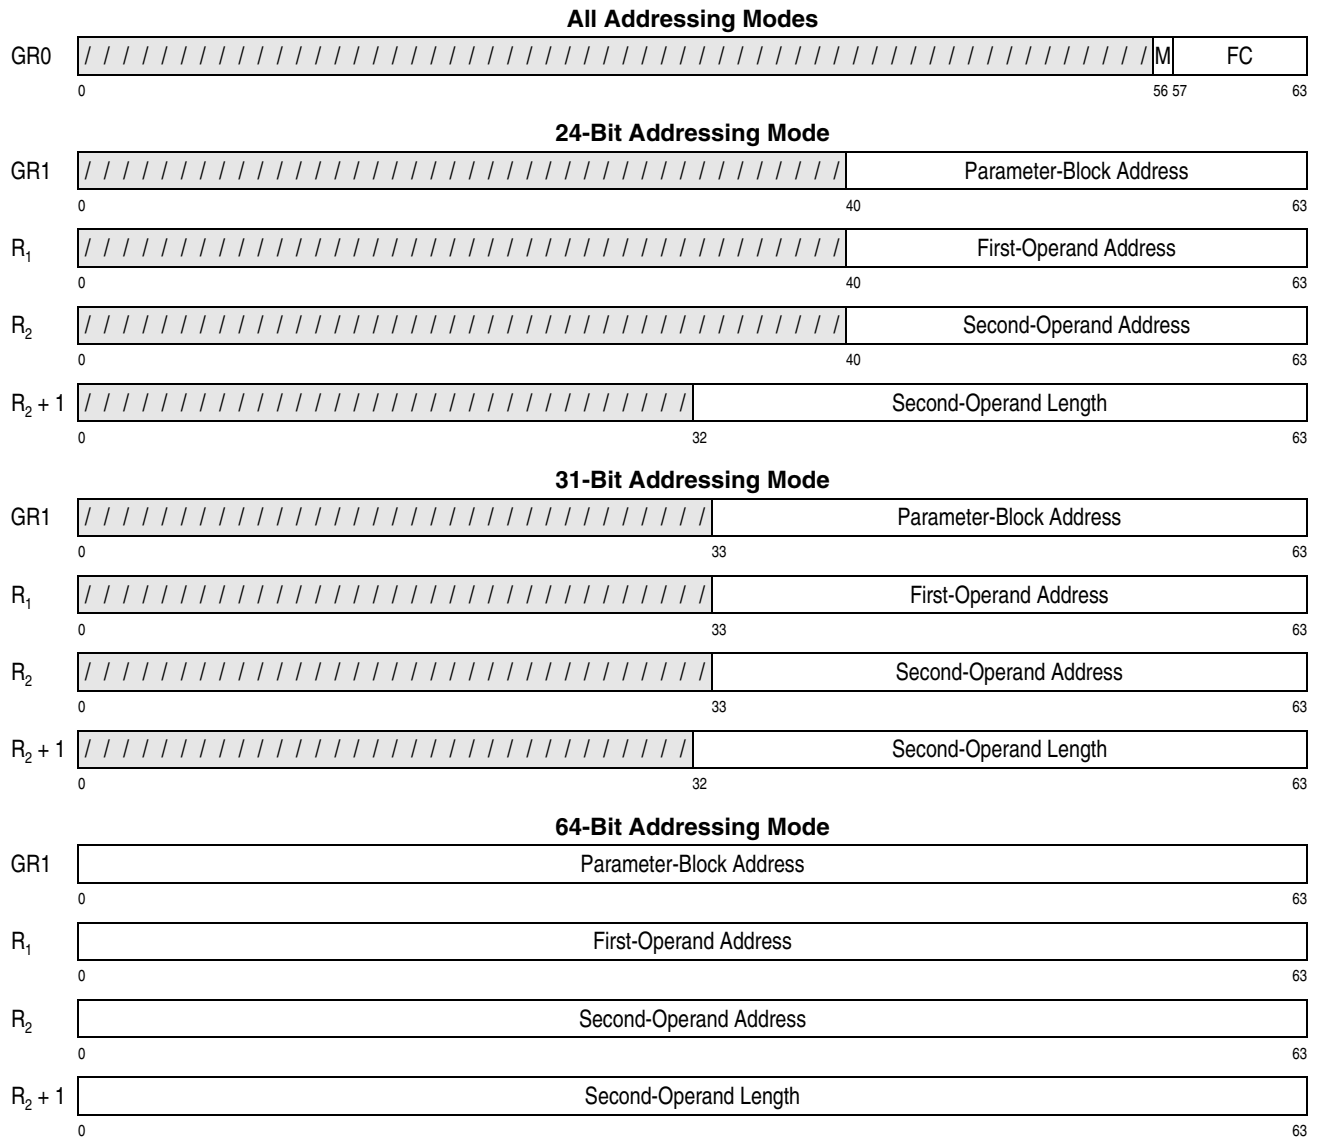 All Addressing Modes
GR0 / / / / / / / / / / / / / / / / / / / / / / / / / / / / / / / / / / / / / / / / / / / / / / / / / / / / / / / / M FC
0 56 57 63
24-Bit Addressing Mode
GR1 / / / / / / / / / / / / / / / / / / / / / / / / / / / / / / / / / / / / / / / / Parameter-Block Address
0 40 63
R1 / / / / / / / / / / / / / / / / / / / / / / / / / / / / / / / / / / / / / / / / First-Operand Address
0 40 63
R2 / / / / / / / / / / / / / / / / / / / / / / / / / / / / / / / / / / / / / / / / Second-Operand Address
0 40 63
R2 + 1 / / / / / / / / / / / / / / / / / / / / / / / / / / / / / / / / Second-Operand Length
0 32 63
31-Bit Addressing Mode
GR1 / / / / / / / / / / / / / / / / / / / / / / / / / / / / / / / / / Parameter-Block Address
0 33 63
R1 / / / / / / / / / / / / / / / / / / / / / / / / / / / / / / / / / First-Operand Address
0 33 63
R2 / / / / / / / / / / / / / / / / / / / / / / / / / / / / / / / / / Second-Operand Address
0 33 63
R2 + 1 / / / / / / / / / / / / / / / / / / / / / / / / / / / / / / / / Second-Operand Length
0 32 63
64-Bit Addressing Mode
GR1 Parameter-Block Address
0 63
R1 First-Operand Address
0 63
R2 Second-Operand Address
0 63
R2 + 1 Second-Operand Length
0 63